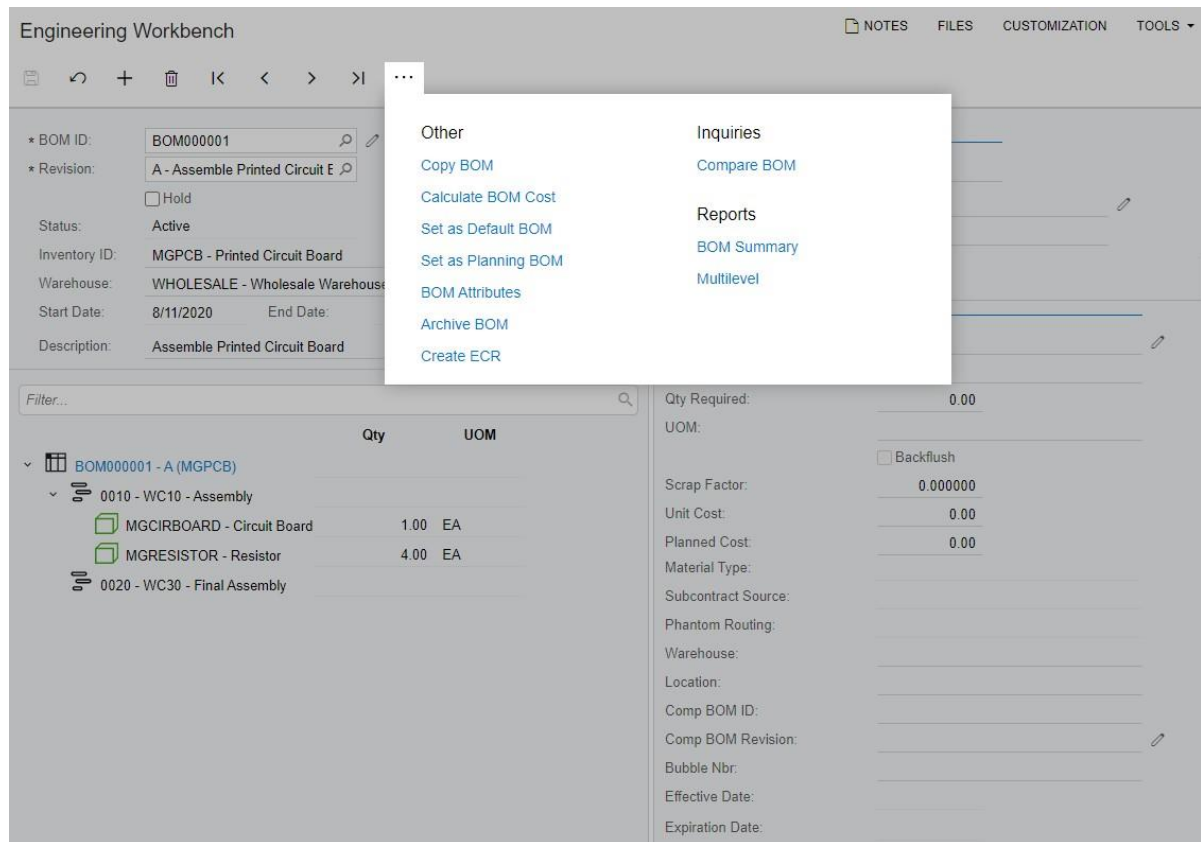 Engineering Workbench
NOTES FILES CUSTOMIZATION TOOLS
...
* BOM ID: BOM000001
* Revision: A - Assemble Printed Circuit E
Hold
Status: Active
Inventory ID: MGPCB - Printed Circuit Board
Warehouse: WHOLESALE - Wholesale Warehouse
Start Date: 8/11/2020 End Date:
Description: Assemble Printed Circuit Board
Other
Copy BOM
Calculate BOM Cost
Set as Default BOM
Set as Planning BOM
BOM Attributes
Archive BOM
Create ECR
Inquiries
Compare BOM
Reports
BOM Summary
Multilevel
Filter...
Qty UOM
BOM000001 - A (MGPCB)
0010 - WC10 - Assembly
MGCIRBOARD - Circuit Board 1.00 EA
MGRESISTOR - Resistor 4.00 EA
0020 - WC30 - Final Assembly
Qty Required: 0.00
UOM:
Backflush
Scrap Factor: 0.000000
Unit Cost: 0.00
Planned Cost: 0.00
Material Type:
Subcontract Source:
Phantom Routing:
Warehouse:
Location:
Comp BOM ID:
Comp BOM Revision:
Bubble Nbr:
Effective Date:
Expiration Date: